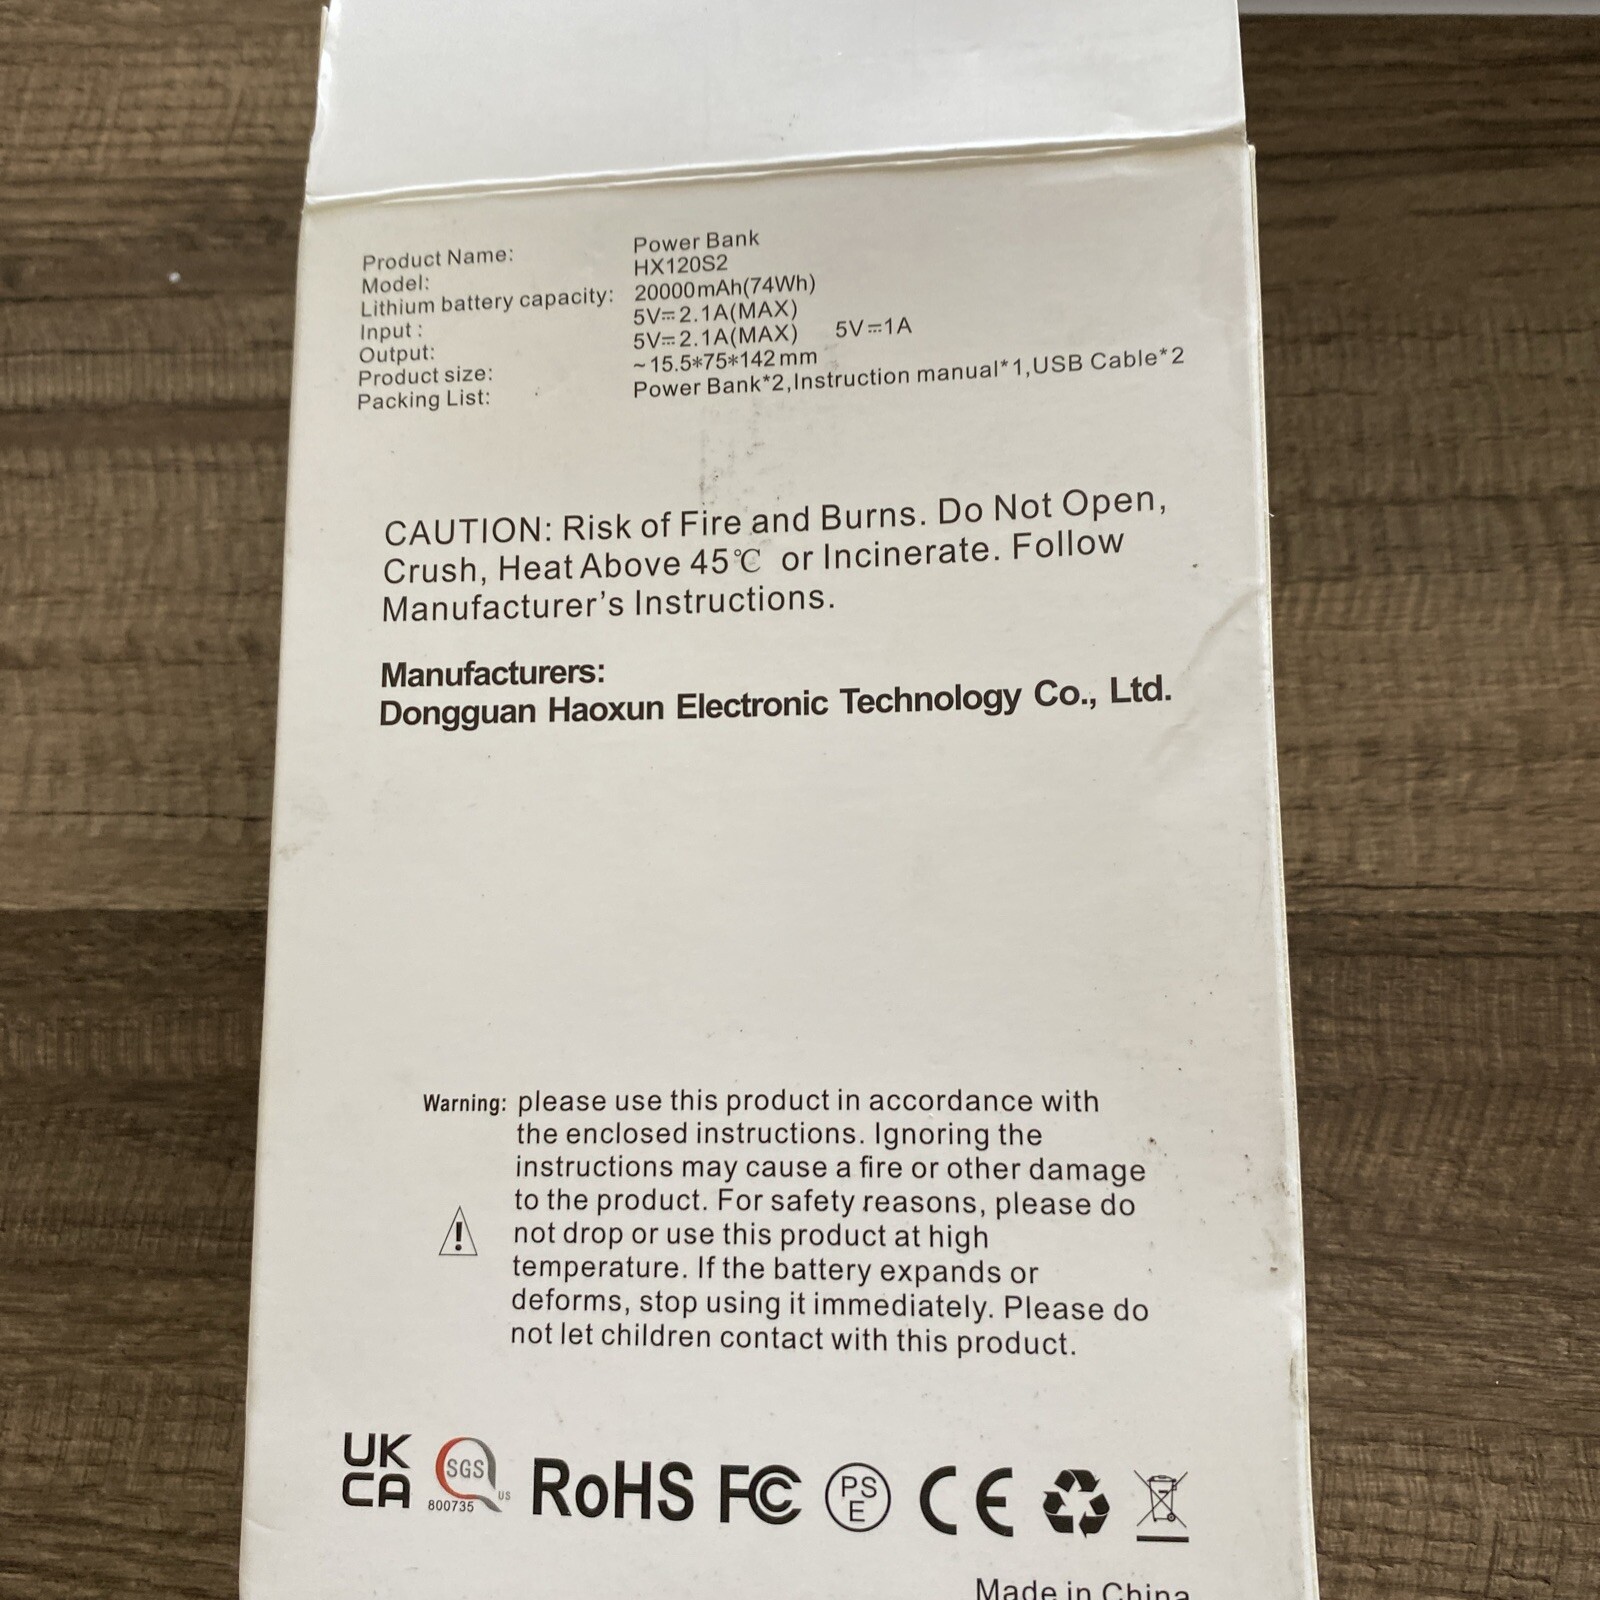 Product Name: Power Bank
Model: HX120S2
Lithium battery capacity: 20000mAh(74Wh)
Input : 5V⎓2.1A(MAX)
Output: 5V⎓2.1A(MAX) 5V⎓1A
Product size: ~15.5*75*142mm
Packing List: Power Bank*2,Instruction manual*1,USB Cable*2
CAUTION: Risk of Fire and Burns. Do Not Open,
Crush, Heat Above 45℃ or Incinerate. Follow
Manufacturer's Instructions.
Manufacturers:
Dongguan Haoxun Electronic Technology Co., Ltd.
Warning: please use this product in accordance with
the enclosed instructions. Ignoring the
instructions may cause a fire or other damage
to the product. For safety reasons, please do
not drop or use this product at high
temperature. If the battery expands or
deforms, stop using it immediately. Please do
not let children contact with this product.
UK
CA
SGS
US
800735
RoHS
FC
PS
E
CE
Made in China